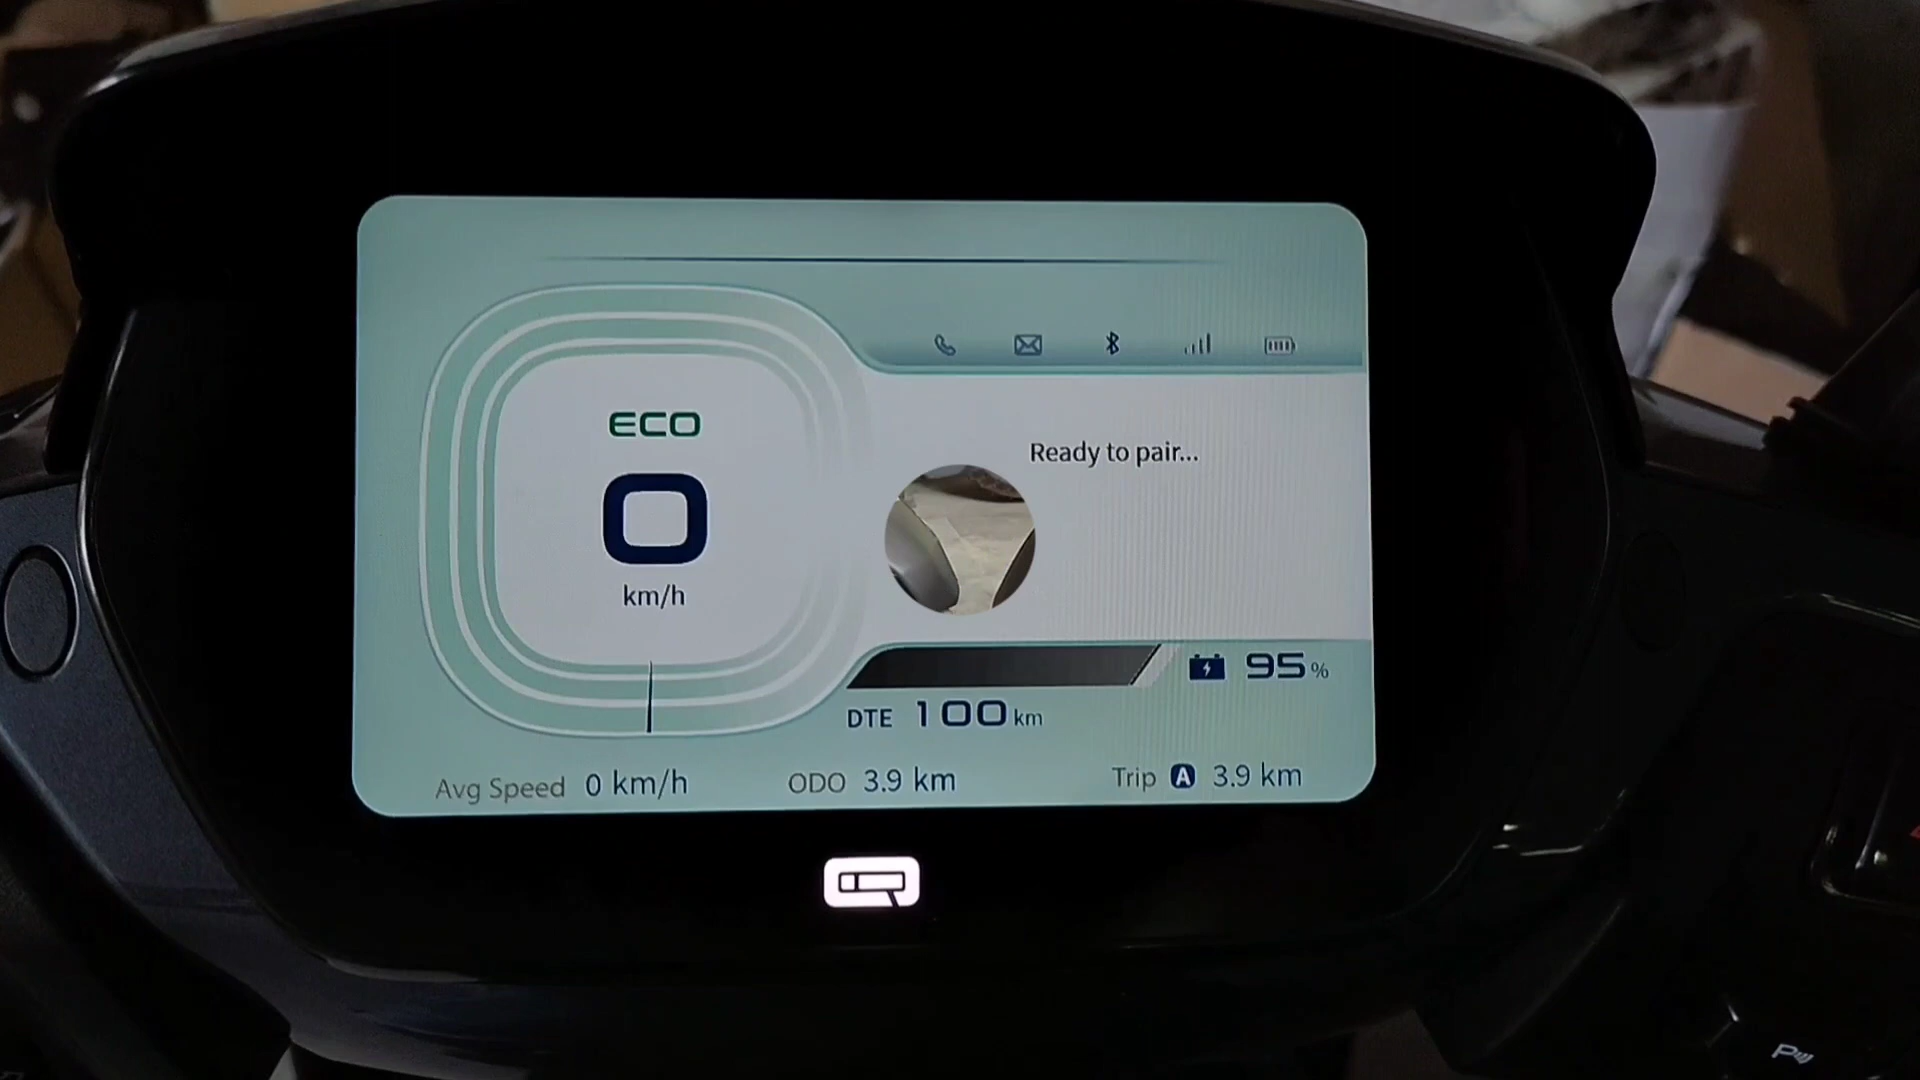 ECO
0
km/h
Ready to pair...
95 %
DTE 100 km
Avg Speed 0 km/h
ODO 3.9 km
Trip A 3.9 km
P